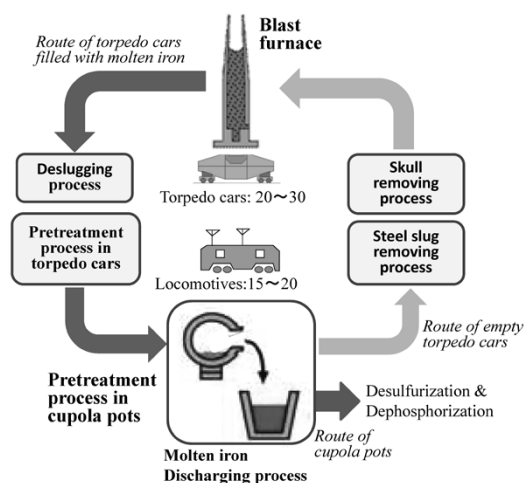 Route of torpedo cars
filled with molten iron
Blast
furnace
Deslugging
process
Torpedo cars: 20～30
Skull
removing
process
Pretreatment
process in
torpedo cars
Locomotives:15～20
Steel slug
removing
process
Route of empty
torpedo cars
Pretreatment
process in
cupola pots
Desulfurization &
Dephosphorization
Route of
cupola pots
Molten iron
Discharging process